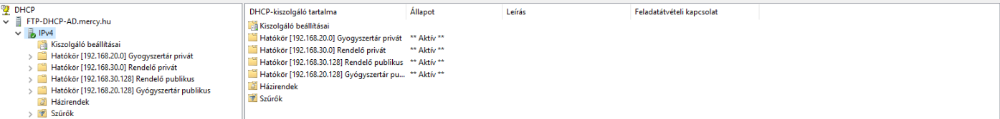 DHCP
FTP-DHCP-AD.mercy.hu
IPv4
Kiszolgáló beállításai
Hatókör [192.168.20.0] Gyogyszertár privát
Hatókör [192.168.30.0] Rendelő privát
Hatókör [192.168.30.128] Rendelő publikus
Hatókör [192.168.20.128] Gyógyszertár publikus
Házirendek
Szűrők
DHCP-kiszolgáló tartalma Állapot Leírás Feladatátvételi kapcsolat
Kiszolgáló beállításai
Hatókör [192.168.20.0] Gyogyszertár privát ** Aktív **
Hatókör [192.168.30.0] Rendelő privát ** Aktív **
Hatókör [192.168.30.128] Rendelő publikus ** Aktív **
Hatókör [192.168.20.128] Gyógyszertár pu... ** Aktív **
Házirendek
Szűrők